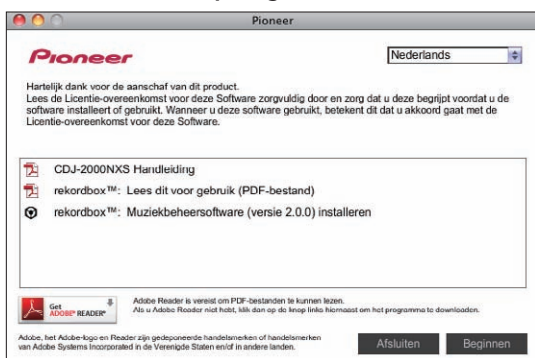 Pioneer
Pioneer
Nederlands
Hartelijk dank voor de aanschaf van dit product.
Lees de Licentie-overeenkomst voor deze Software zorgvuldig door en zorg dat u deze begrijpt voordat u de
software installeert of gebruikt. Wanneer u deze software gebruikt, betekent dit dat u akkoord gaat met de
Licentie-overeenkomst voor deze Software.
CDJ-2000NXS Handleiding
rekordbox™: Lees dit voor gebruik (PDF-bestand)
rekordbox™: Muziekbeheersoftware (versie 2.0.0) installeren
Get
ADOBE® READER®
Adobe Reader is vereist om PDF-bestanden te kunnen lezen.
Als u Adobe Reader niet hebt, klik dan op de knop links hiernaast om het programma te downloaden.
Adobe, het Adobe-logo en Reader zijn gedeponeerde handelsmerken of handelsmerken
van Adobe Systems Incorporated in de Verenigde Staten en/of in andere landen.
Afsluiten
Beginnen